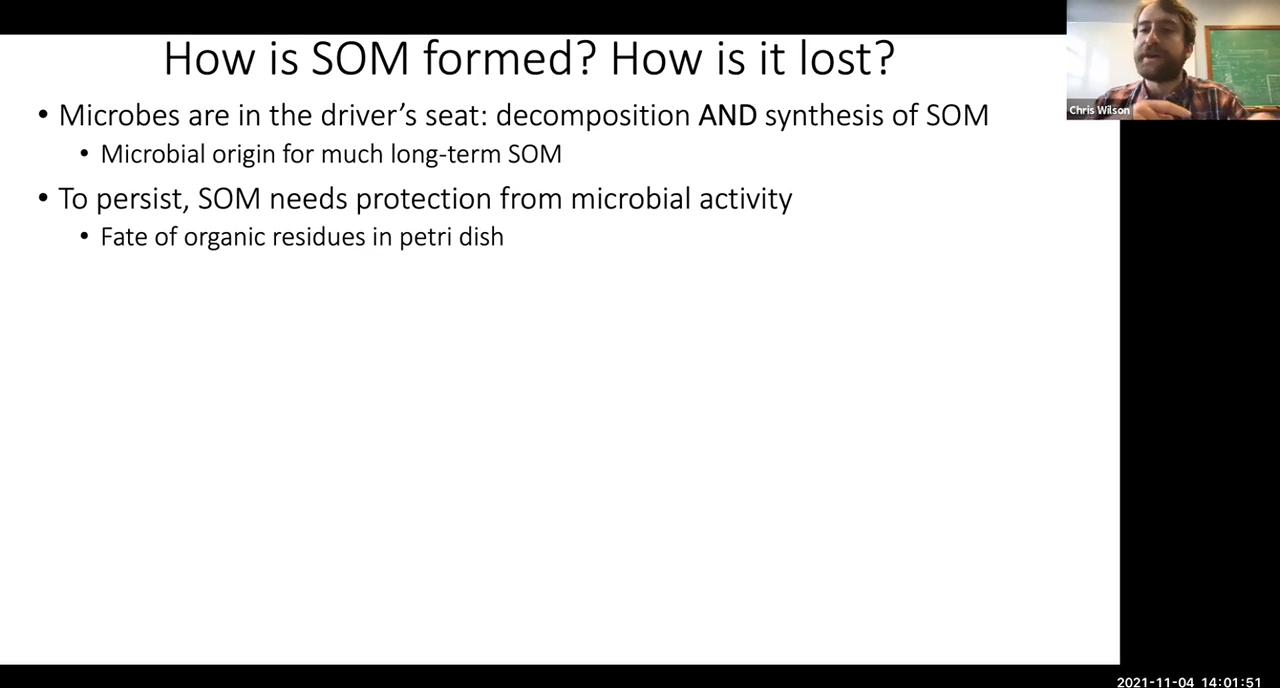 How is SOM formed? How is it lost?
• Microbes are in the driver’s seat: decomposition AND synthesis of SOM
• Microbial origin for much long-term SOM
• To persist, SOM needs protection from microbial activity
• Fate of organic residues in petri dish
Chris Wilson
2021-11-04 14:01:51